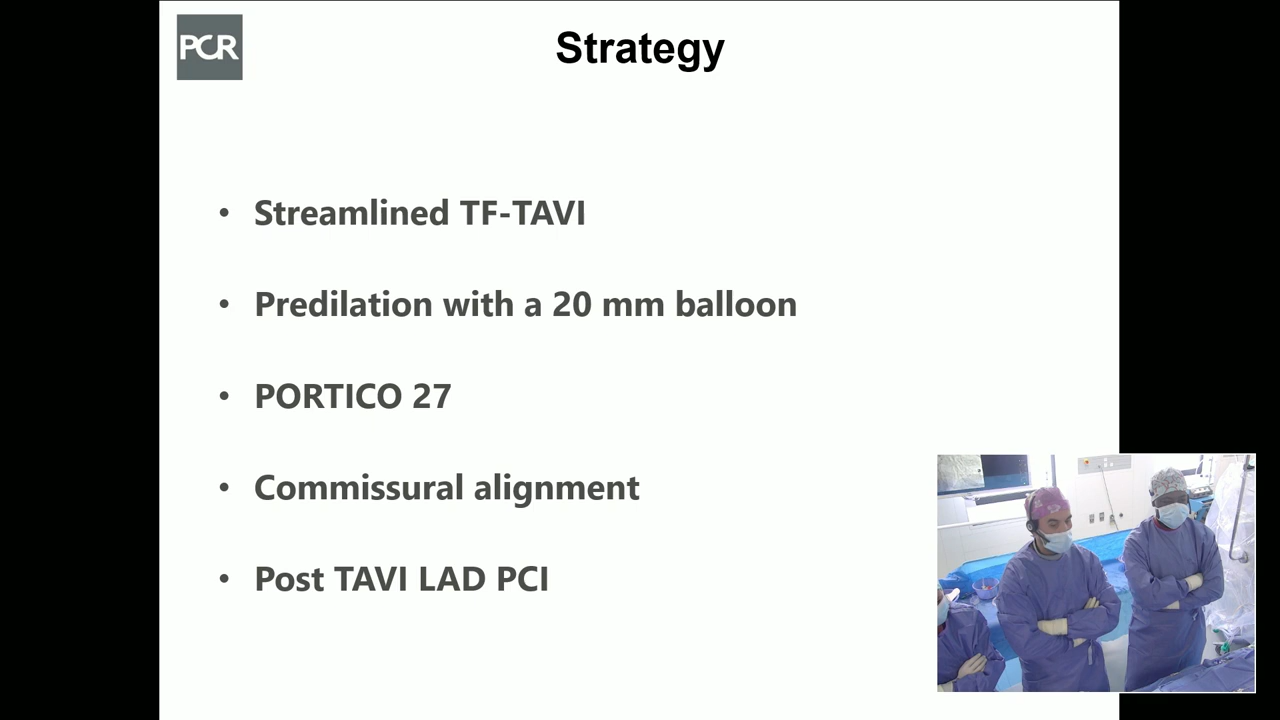 PCR
Strategy
• Streamlined TF-TAVI
• Predilation with a 20 mm balloon
• PORTICO 27
• Commissural alignment
• Post TAVI LAD PCI